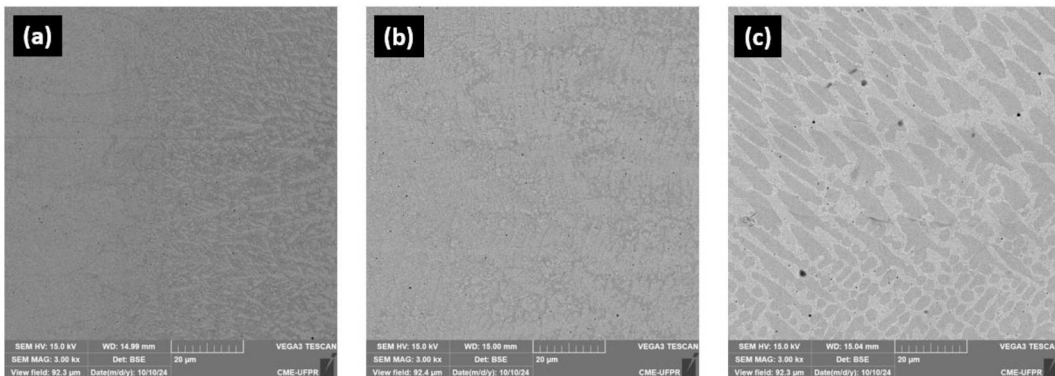 (a)
SEM HV: 15.0 kV WD: 14.99 mm VEGA3 TESCAN
SEM MAG: 3.00 kx Det: BSE 20 µm
View field: 92.3 µm Date(m/d/y): 10/10/24 CME-UFPR
(b)
SEM HV: 15.0 kV WD: 15.00 mm VEGA3 TESCAN
SEM MAG: 3.00 kx Det: BSE 20 µm
View field: 92.4 µm Date(m/d/y): 10/10/24 CME-UFPR
(c)
SEM HV: 15.0 kV WD: 15.04 mm VEGA3 TESCAN
SEM MAG: 3.00 kx Det: BSE 20 µm
View field: 92.3 µm Date(m/d/y): 10/10/24 CME-UFPR